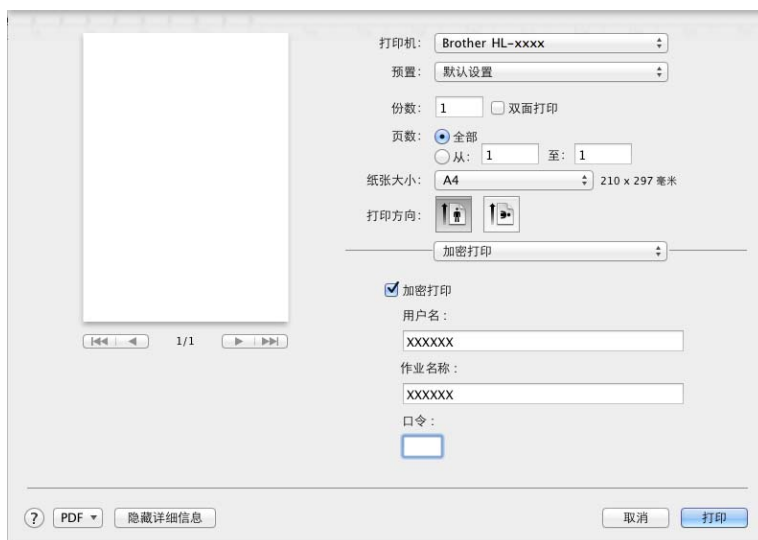 打印机: Brother HL-xxxx
预置: 默认设置
份数: 1 双面打印
页数: 全部
从: 1 至: 1
纸张大小: A4 210 x 297 毫米
打印方向:
加密打印
加密打印
用户名:
XXXXXX
作业名称:
XXXXXX
口令:
1/1
? PDF 隐藏详细信息 取消 打印